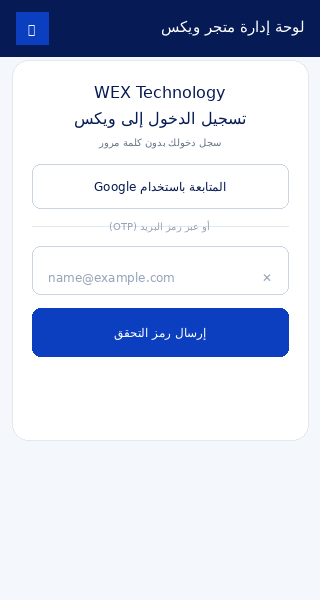 لوحة إدارة متجر ويكس
WEX Technology
تسجيل الدخول إلى ويكس
سجل دخولك بدون كلمة مرور
المتابعة باستخدام Google
أو عبر رمز البريد (OTP)
name@example.com ×
إرسال رمز التحقق